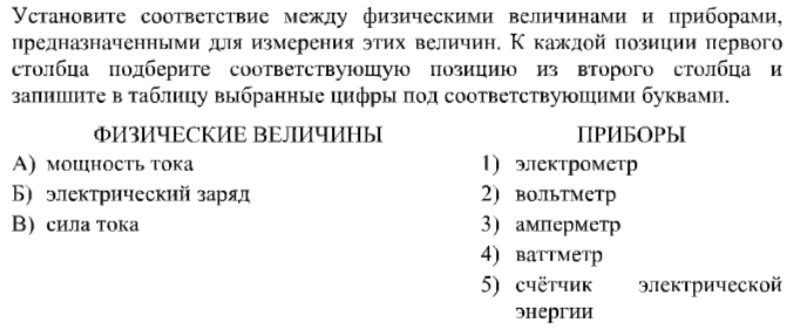 Установите соответствие между физическими величинами и приборами,
предназначенными для измерения этих величин. К каждой позиции первого
столбца подберите соответствующую позицию из второго столбца и
запишите в таблицу выбранные цифры под соответствующими буквами.
ФИЗИЧЕСКИЕ ВЕЛИЧИНЫ
А) мощность тока
Б) электрический заряд
В) сила тока
ПРИБОРЫ
1) электрометр
2) вольтметр
3) амперметр
4) ваттметр
5) счётчик электрической
энергии